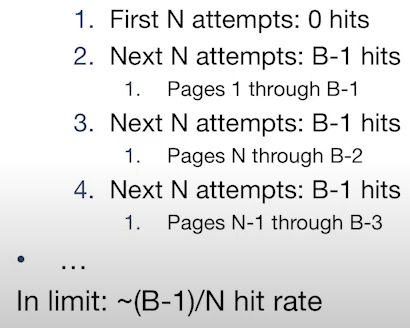 1. First N attempts: 0 hits
2. Next N attempts: B-1 hits
1. Pages 1 through B-1
3. Next N attempts: B-1 hits
1. Pages N through B-2
4. Next N attempts: B-1 hits
1. Pages N-1 through B-3
• ...
In limit: ~(B-1)/N hit rate